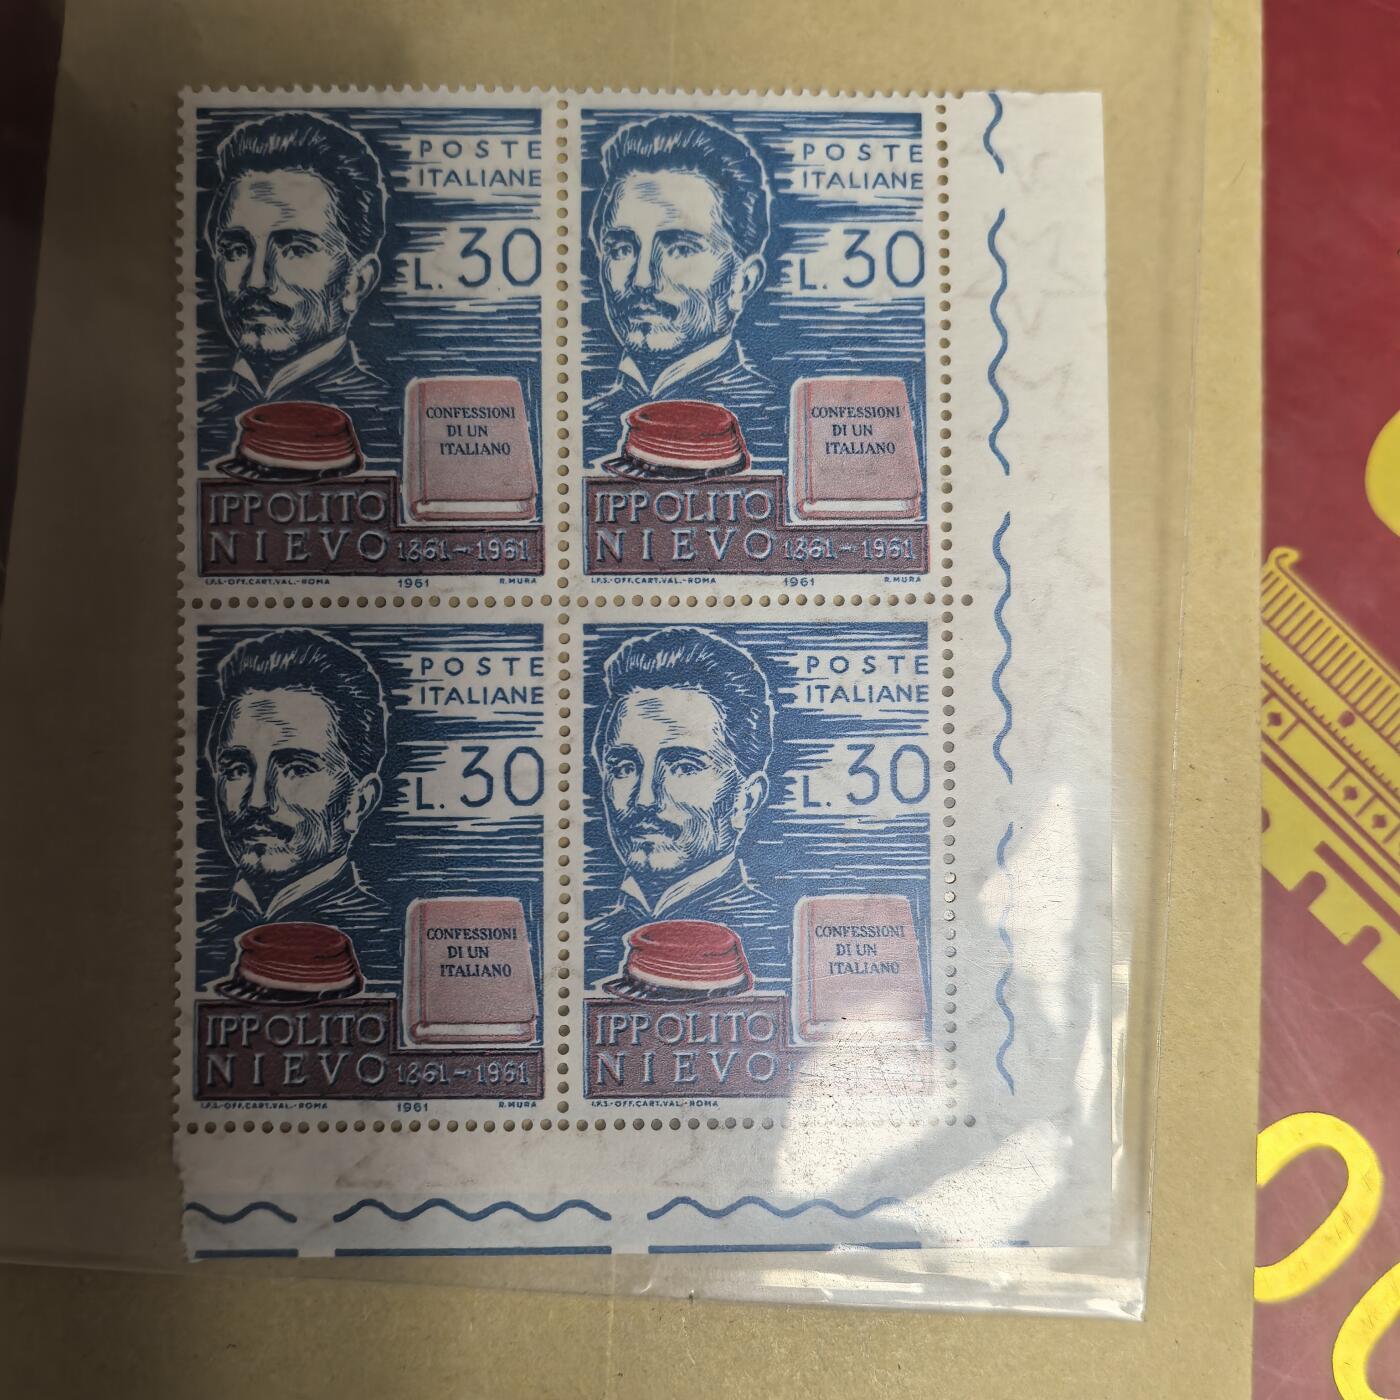 POSTE
ITALIANE
L.30
CONFESSIONI
DI UN
ITALIANO
IPPOLITO
NIEVO 1861-1961
I.P.S.-OFF.CART.VAL.-ROMA 1961 R.MURA
POSTE
ITALIANE
L.30
CONFESSIONI
DI UN
ITALIANO
IPPOLITO
NIEVO 1861-1961
I.P.S.-OFF.CART.VAL.-ROMA 1961 R.MURA
POSTE
ITALIANE
L.30
CONFESSIONI
DI UN
ITALIANO
IPPOLITO
NIEVO 1861-1961
I.P.S.-OFF.CART.VAL.-ROMA 1961 R.MURA
POSTE
ITALIANE
L.30
CONFESSIONI
DI UN
ITALIANO
IPPOLITO
NIEVO
I.P.S.-OFF.CART.VAL.-ROMA